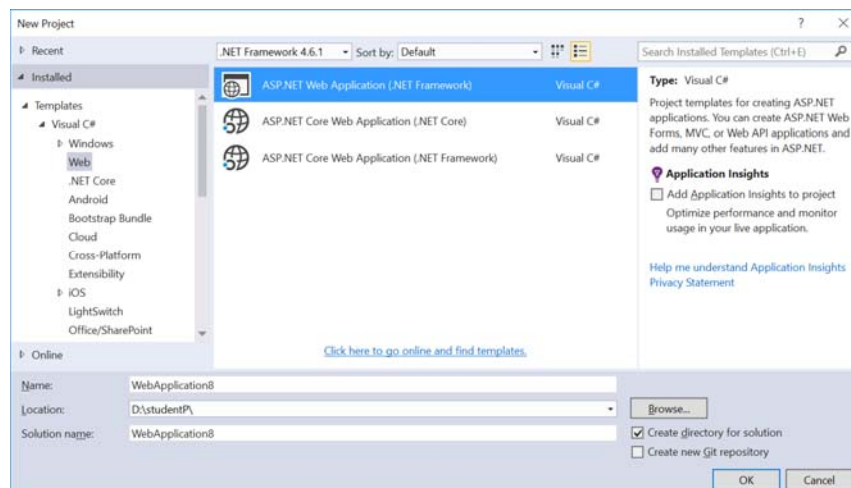 New Project
?
Recent
Installed
Templates
Visual C#
Windows
Web
.NET Core
Android
Bootstrap Bundle
Cloud
Cross-Platform
Extensibility
iOS
LightSwitch
Office/SharePoint
Online
.NET Framework 4.6.1
Sort by: Default
ASP.NET Web Application (.NET Framework) Visual C#
ASP.NET Core Web Application (.NET Core) Visual C#
ASP.NET Core Web Application (.NET Framework) Visual C#
Click here to go online and find templates.
Search Installed Templates (Ctrl+E)
Type: Visual C#
Project templates for creating ASP.NET
applications. You can create ASP.NET Web
Forms, MVC, or Web API applications and
add many other features in ASP.NET.
Application Insights
Add Application Insights to project
Optimize performance and monitor
usage in your live application.
Help me understand Application Insights
Privacy Statement
Name: WebApplication8
Location: D:\studentP\
Browse...
Solution name: WebApplication8
Create directory for solution
Create new Git repository
OK Cancel